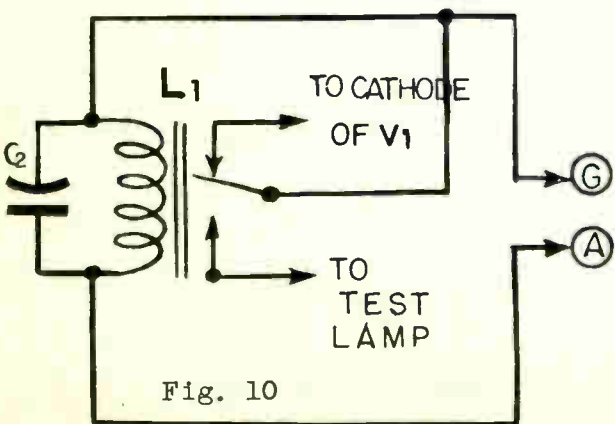 L1
TO CATHODE
OF V1
C2
G
A
TO
TEST
LAMP
Fig. 10